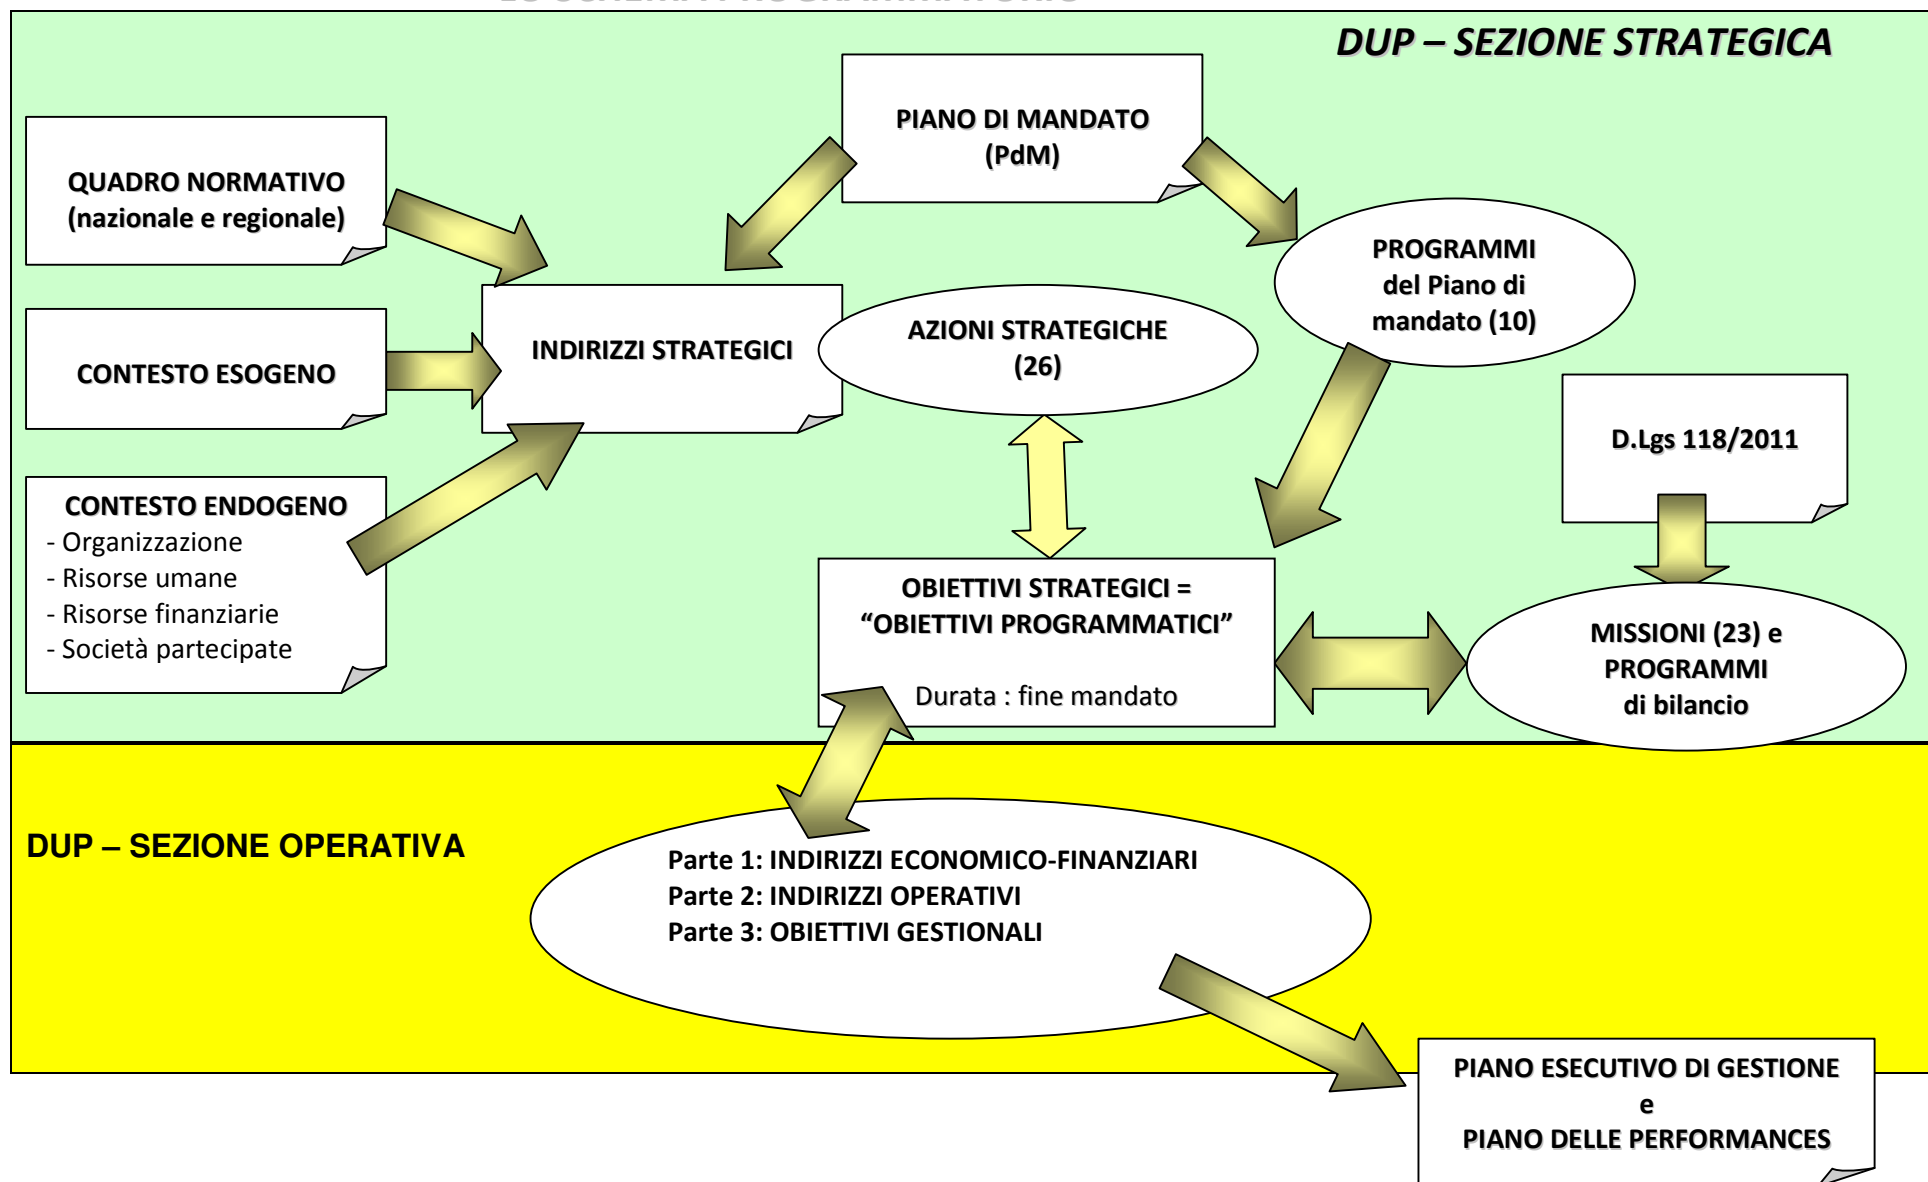 DUP – SEZIONE STRATEGICA
PIANO DI MANDATO
(PdM)
QUADRO NORMATIVO
(nazionale e regionale)
PROGRAMMI
del Piano di
mandato (10)
INDIRIZZI STRATEGICI
AZIONI STRATEGICHE
(26)
CONTESTO ESOGENO
D.Lgs 118/2011
CONTESTO ENDOGENO
- Organizzazione
- Risorse umane
- Risorse finanziarie
- Società partecipate
OBIETTIVI STRATEGICI =
“OBIETTIVI PROGRAMMATICI”
Durata : fine mandato
MISSIONI (23) e
PROGRAMMI
di bilancio
DUP – SEZIONE OPERATIVA
Parte 1: INDIRIZZI ECONOMICO-FINANZIARI
Parte 2: INDIRIZZI OPERATIVI
Parte 3: OBIETTIVI GESTIONALI
PIANO ESECUTIVO DI GESTIONE
e
PIANO DELLE PERFORMANCES